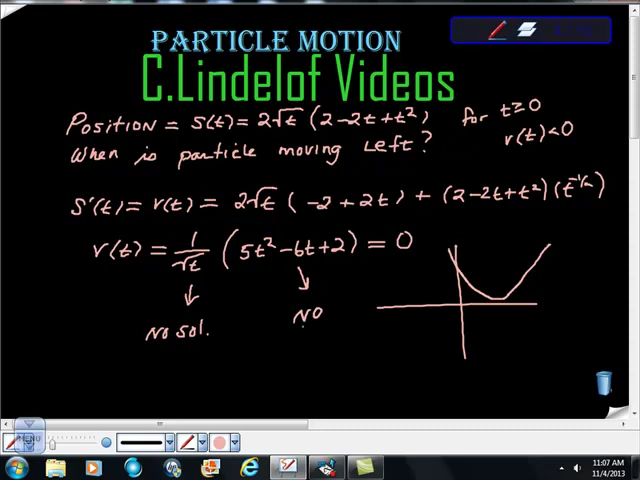 PARTICLE MOTION
C.Lindelof Videos
Position = s(t) = 2√t (2-2t+t²) for t≥0
When is particle moving Left? v(t)<0
s'(t) = v(t) = 2√t (-2+2t) + (2-2t+t²)(t^-1/2)
v(t) = 1/√t (5t²-6t+2) = 0
No sol. NO
MENU
11:07 AM
11/4/2013